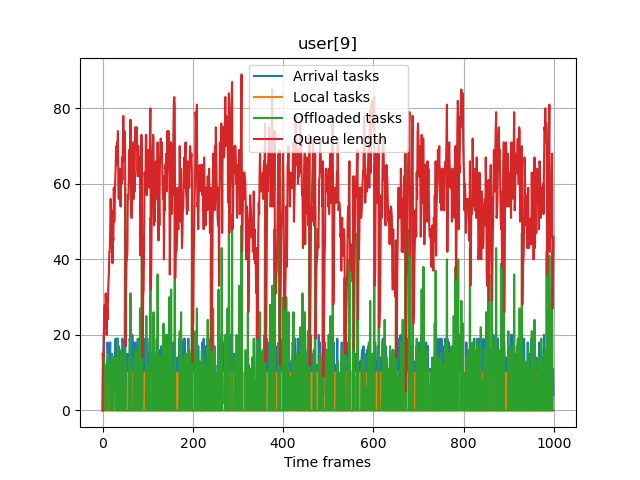 user[9]
Arrival tasks
Local tasks
Offloaded tasks
Queue length
80
60
40
20
0
0 200 400 600 800 1000
Time frames